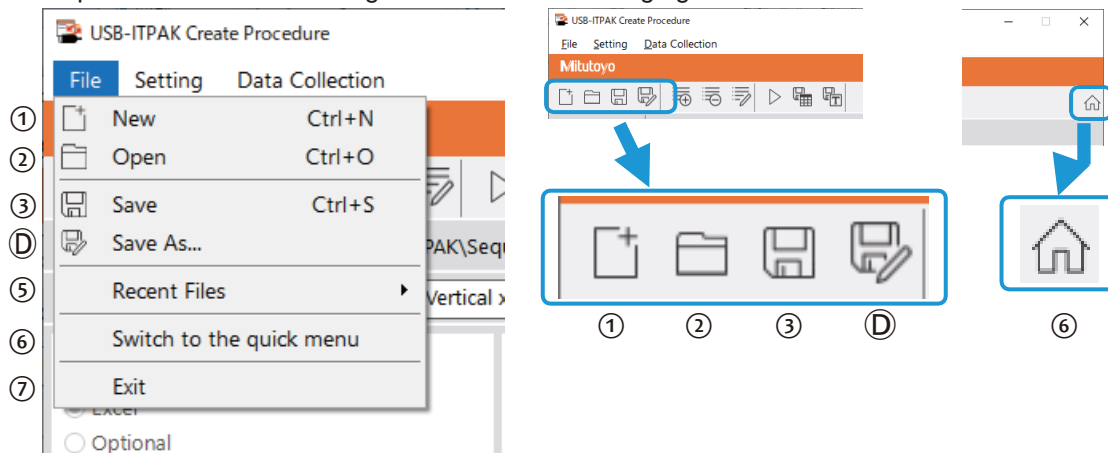 USB-ITPAK Create Procedure
File Setting Data Collection
① New Ctrl+N
② Open Ctrl+O
③ Save Ctrl+S
Ⓓ Save As...
PAK\Sequ
⑤ Recent Files
Vertical x
⑥ Switch to the quick menu
⑦ Exit
Excel
Optional
USB-ITPAK Create Procedure
File Setting Data Collection
Mitutoyo
① ② ③ Ⓓ
⑥